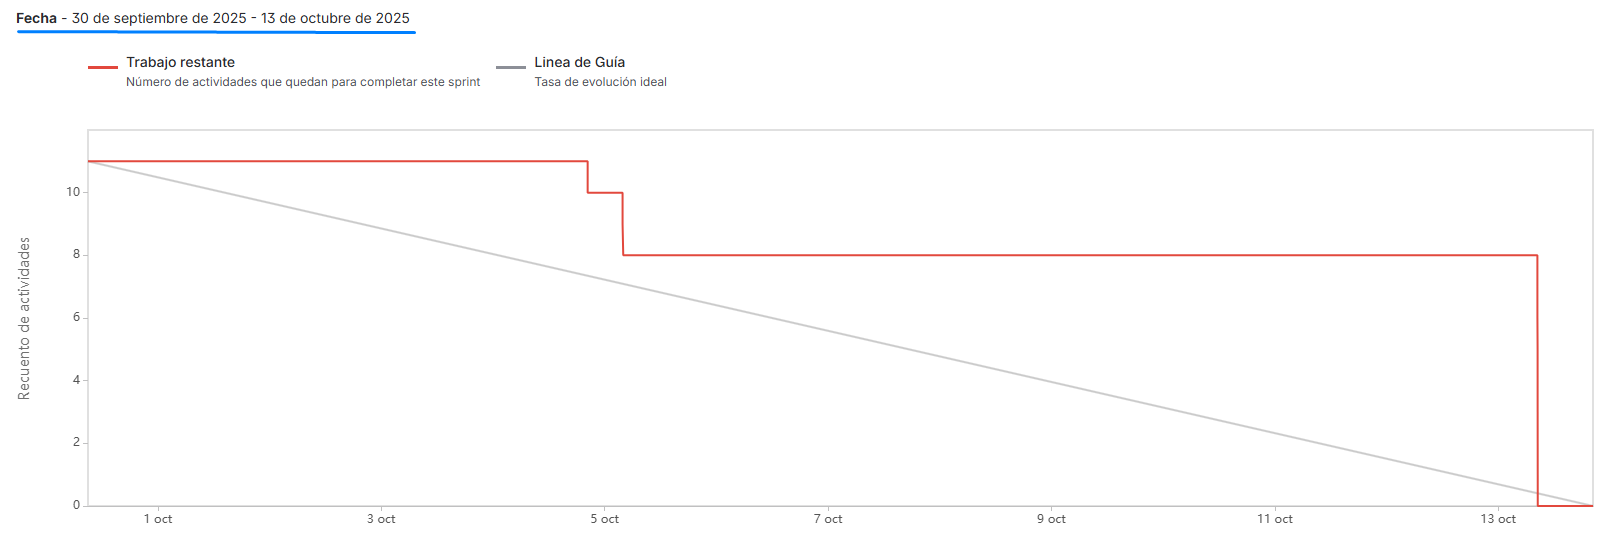 Fecha - 30 de septiembre de 2025 - 13 de octubre de 2025
Trabajo restante
Número de actividades que quedan para completar este sprint
Linea de Guía
Tasa de evolución ideal
Recuento de actividades
10
8
6
4
2
0
1 oct
3 oct
5 oct
7 oct
9 oct
11 oct
13 oct